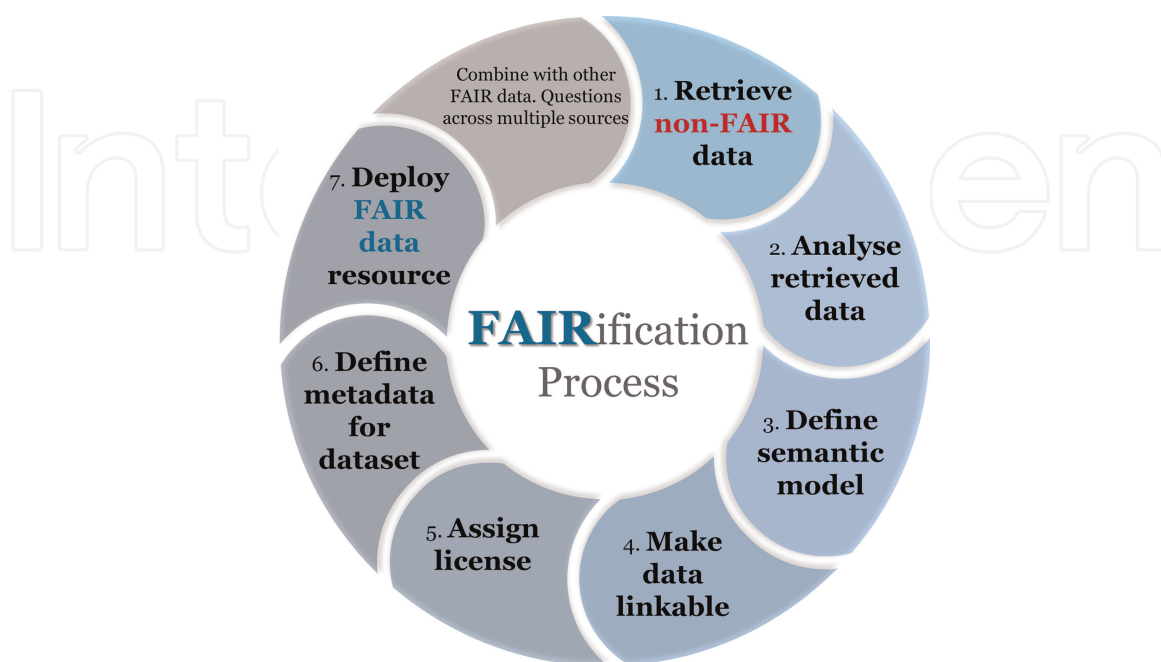 Combine with other
FAIR data. Questions
across multiple sources
1. Retrieve
non-FAIR
data
2. Analyse
retrieved
data
3. Define
semantic
model
4. Make
data
linkable
5. Assign
license
6. Define
metadata
for
dataset
7. Deploy
FAIR
data
resource
FAIRification
Process